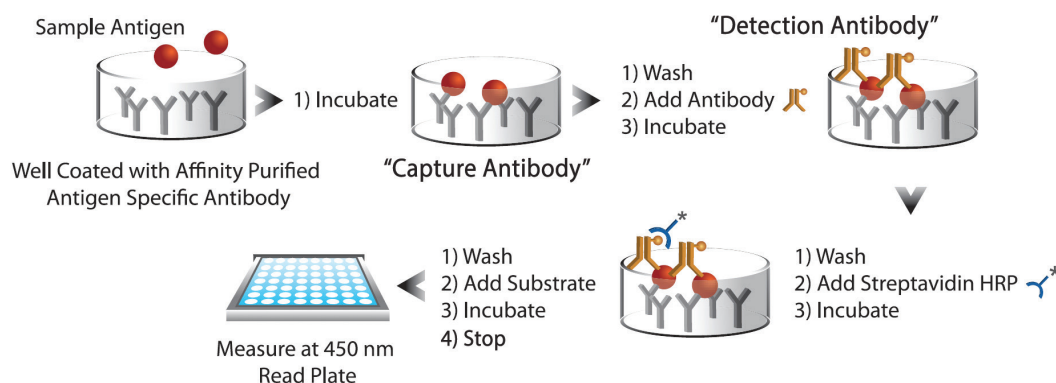 Sample Antigen
1) Incubate
Well Coated with Affinity Purified
Antigen Specific Antibody
“Capture Antibody”
1) Wash
2) Add Antibody
3) Incubate
“Detection Antibody”
1) Wash
2) Add Streptavidin HRP
3) Incubate
*
*
1) Wash
2) Add Substrate
3) Incubate
4) Stop
Measure at 450 nm
Read Plate